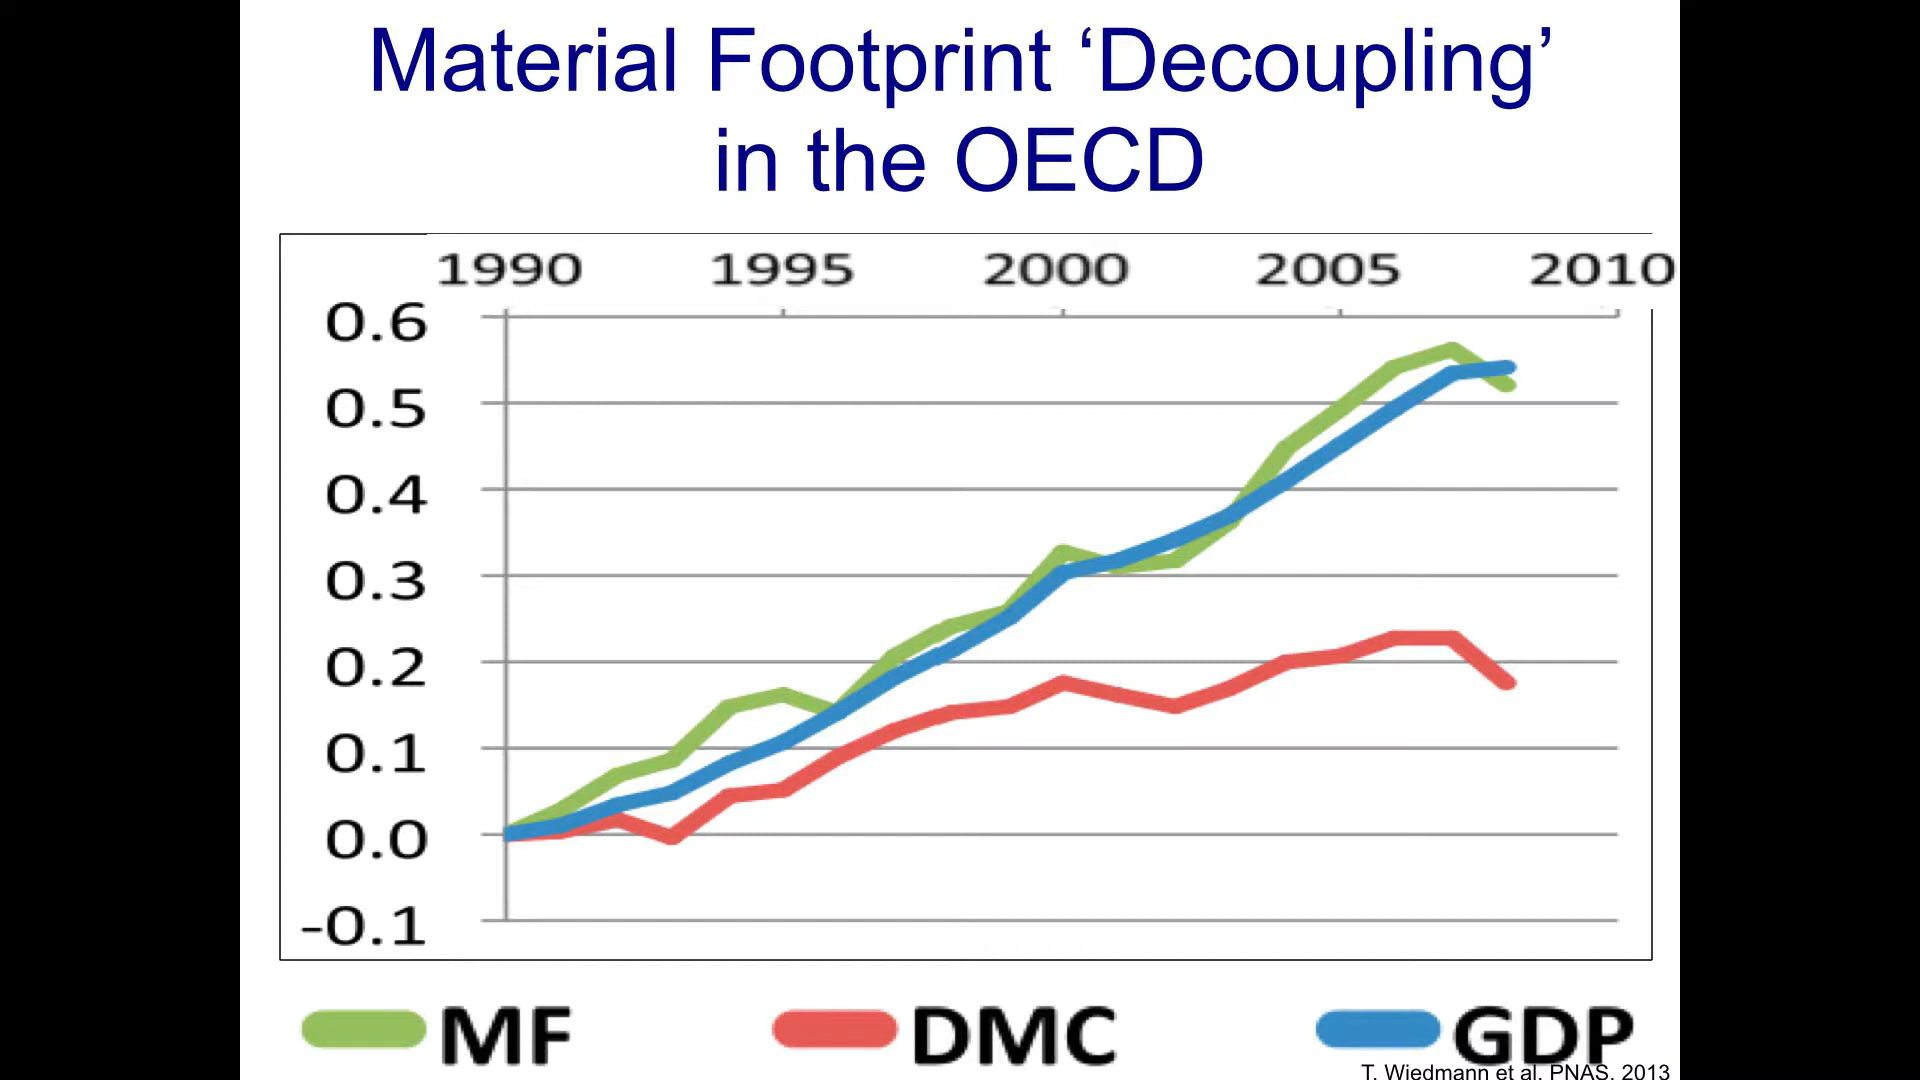 Material Footprint ‘Decoupling’
in the OECD
1990 1995 2000 2005 2010
0.6
0.5
0.4
0.3
0.2
0.1
0.0
-0.1
MF DMC GDP
T. Wiedmann et al. PNAS. 2013